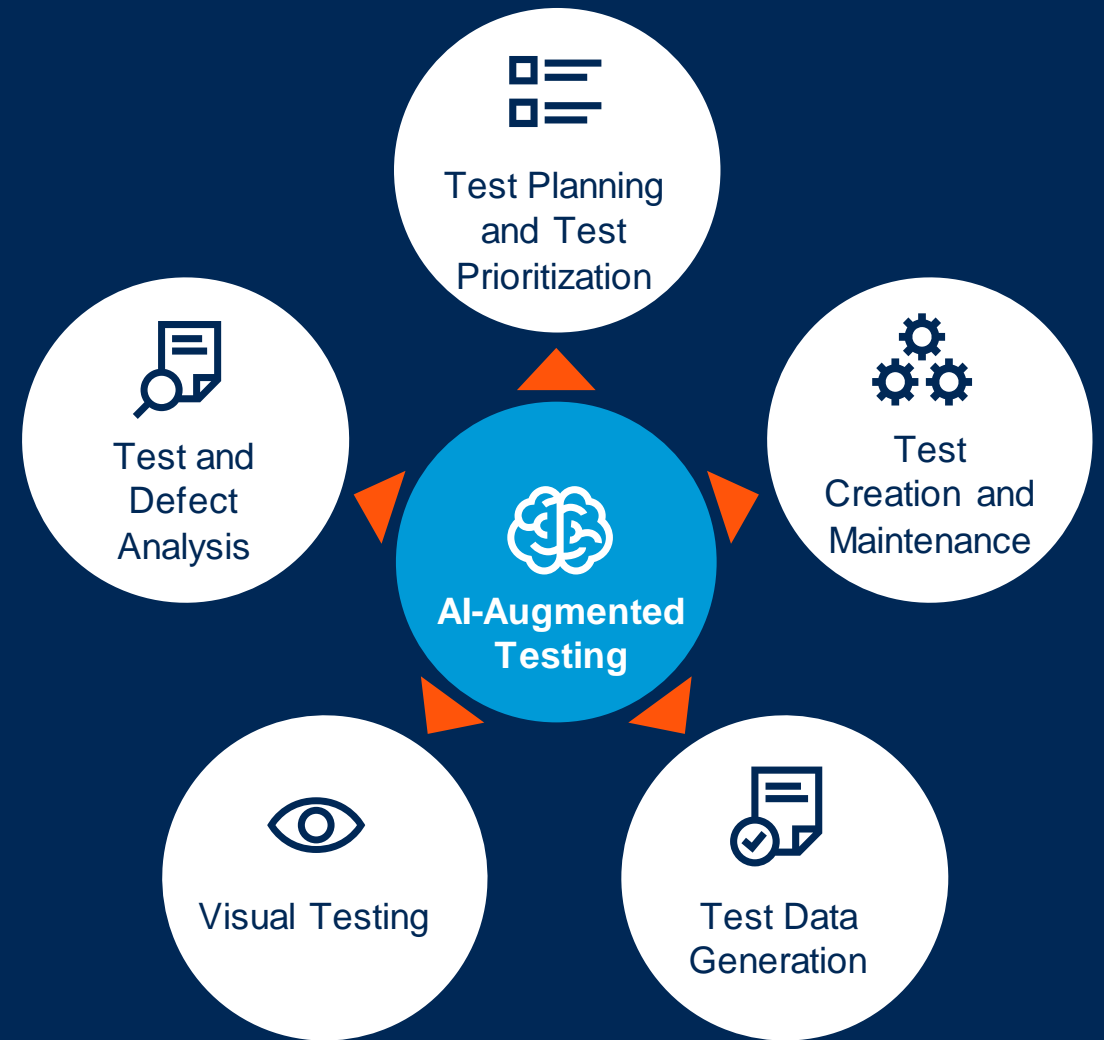 Test Planning
and Test
Prioritization
Test and
Defect
Analysis
Test
Creation and
Maintenance
AI-Augmented
Testing
Visual Testing
Test Data
Generation